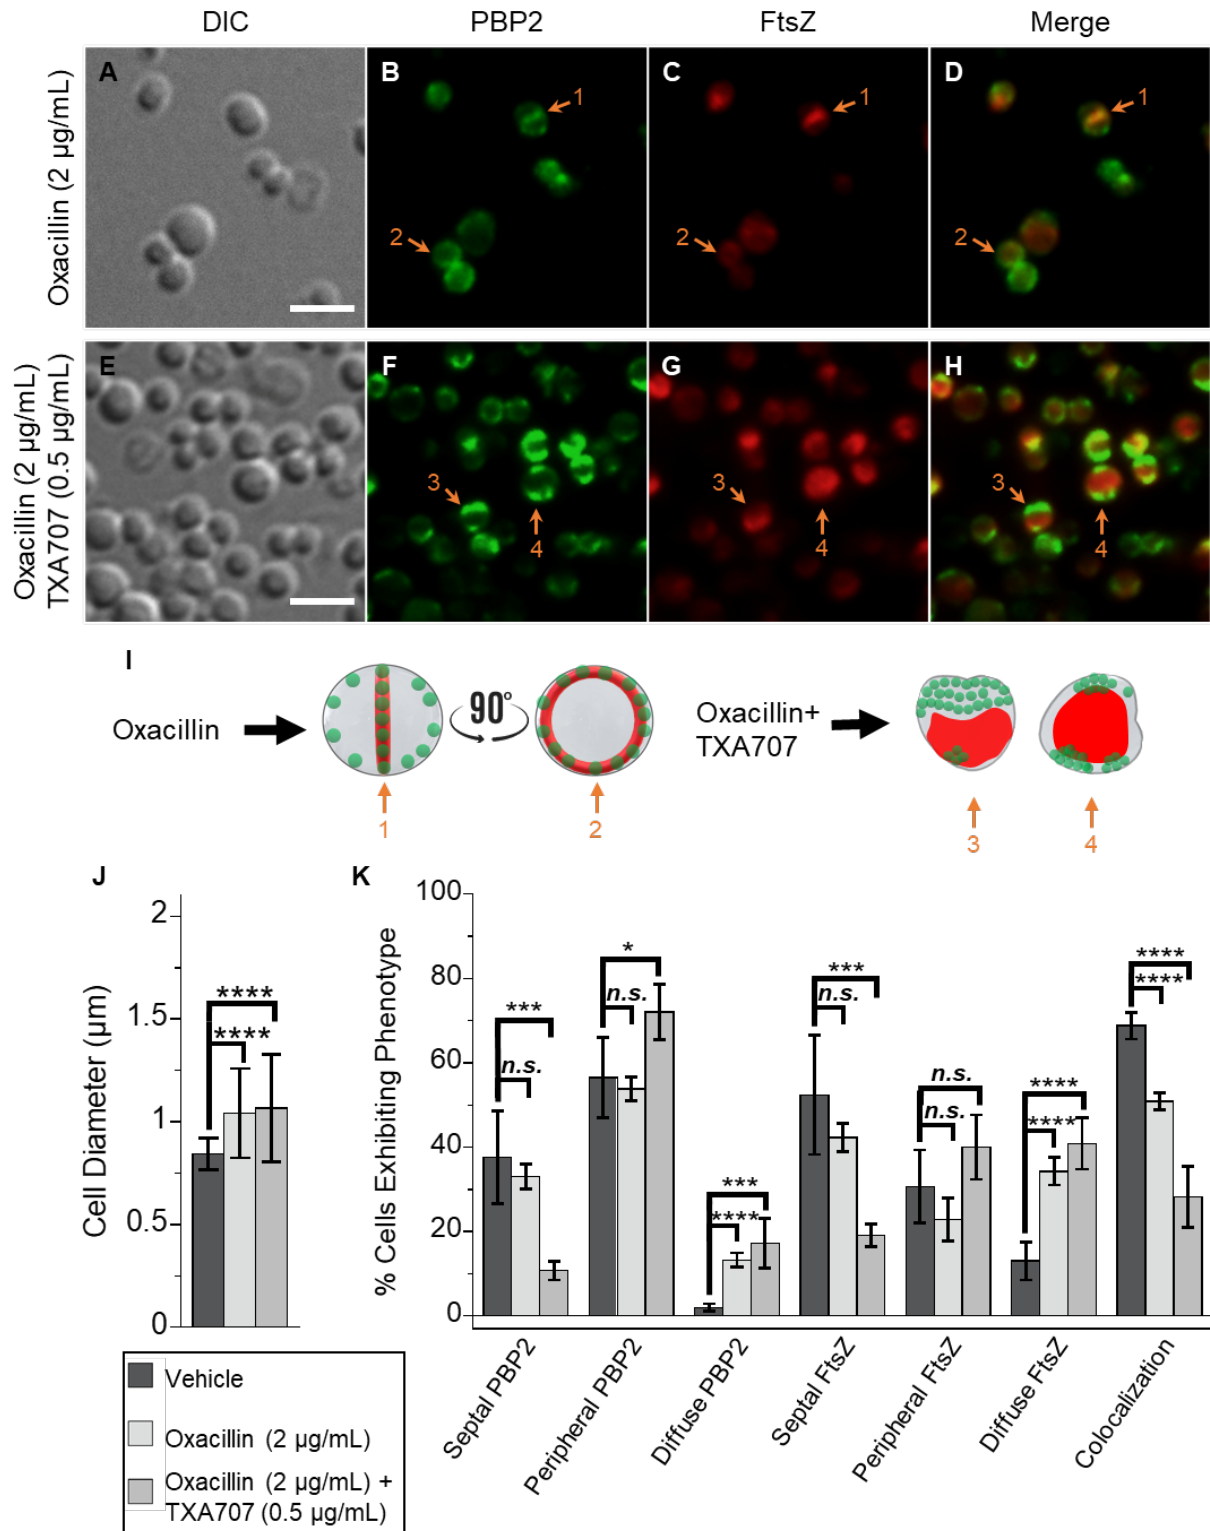 DIC
PBP2
FtsZ
Merge
Oxacillin (2 µg/mL)
A
B
1
2
C
1
2
D
1
2
Oxacillin (2 µg/mL)
TXA707 (0.5 µg/mL)
E
F
3
4
G
3
4
H
3
4
I
Oxacillin
90°
1
2
Oxacillin+
TXA707
3
4
J
Cell Diameter (µm)
2
1.5
1
0.5
0
****
****
K
% Cells Exhibiting Phenotype
100
80
60
40
20
0
***
n.s.
*
n.s.
***
****
***
n.s.
n.s.
n.s.
****
****
****
****
Septal PBP2
Peripheral PBP2
Diffuse PBP2
Septal FtsZ
Peripheral FtsZ
Diffuse FtsZ
Colocalization
Vehicle
Oxacillin (2 µg/mL)
Oxacillin (2 µg/mL) +
TXA707 (0.5 µg/mL)